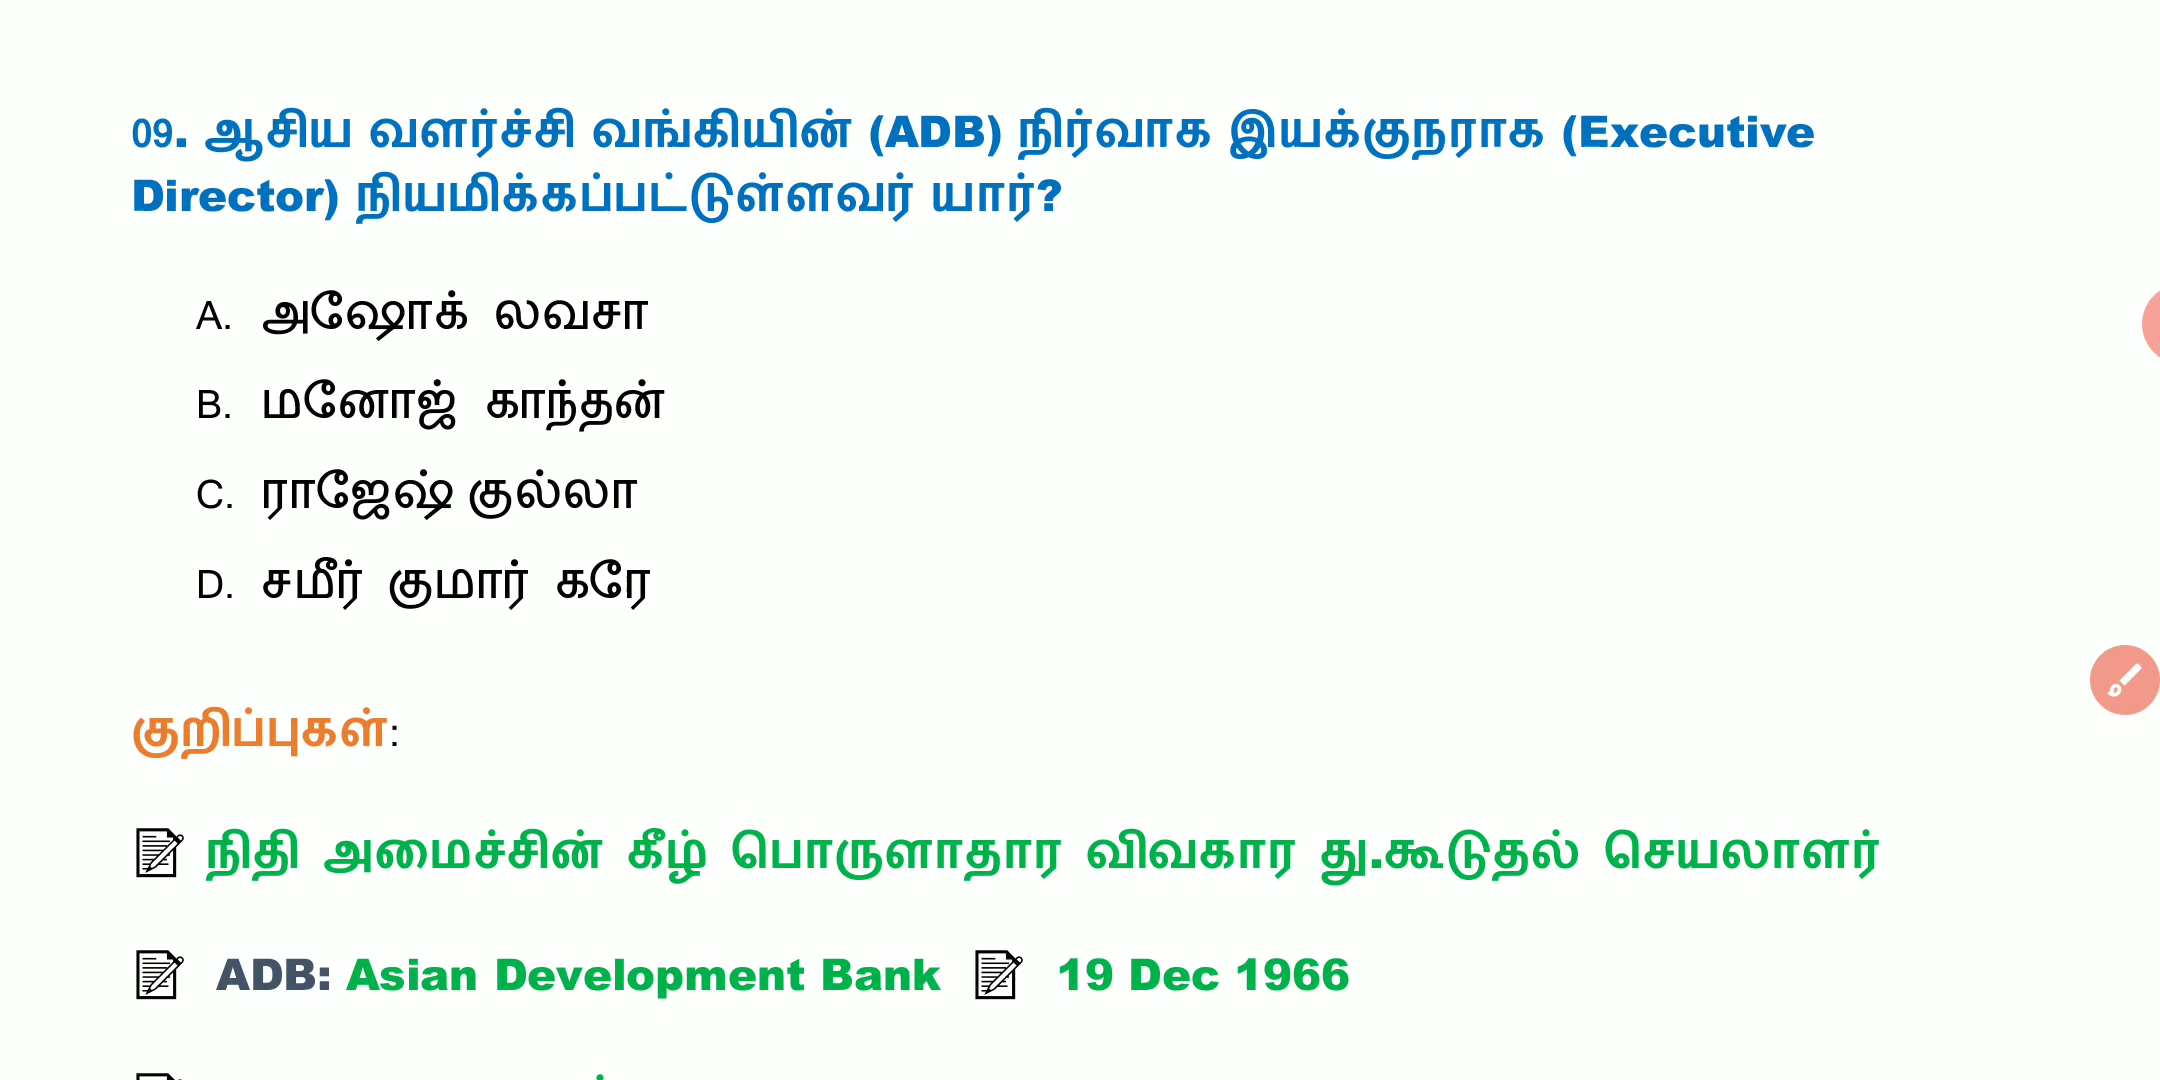 09. ஆசிய வளர்ச்சி வங்கியின் (ADB) நிர்வாக இயக்குநராக (Executive
Director) நியமிக்கப்பட்டுள்ளவர் யார்?
A. அஷோக் லவசா
B. மனோஜ் காந்தன்
C. ராஜேஷ் குல்லா
D. சமீர் குமார் கரே
குறிப்புகள்:
நிதி அமைச்சின் கீழ் பொருளாதார விவகார து.கூடுதல் செயலாளர்
ADB: Asian Development Bank 19 Dec 1966